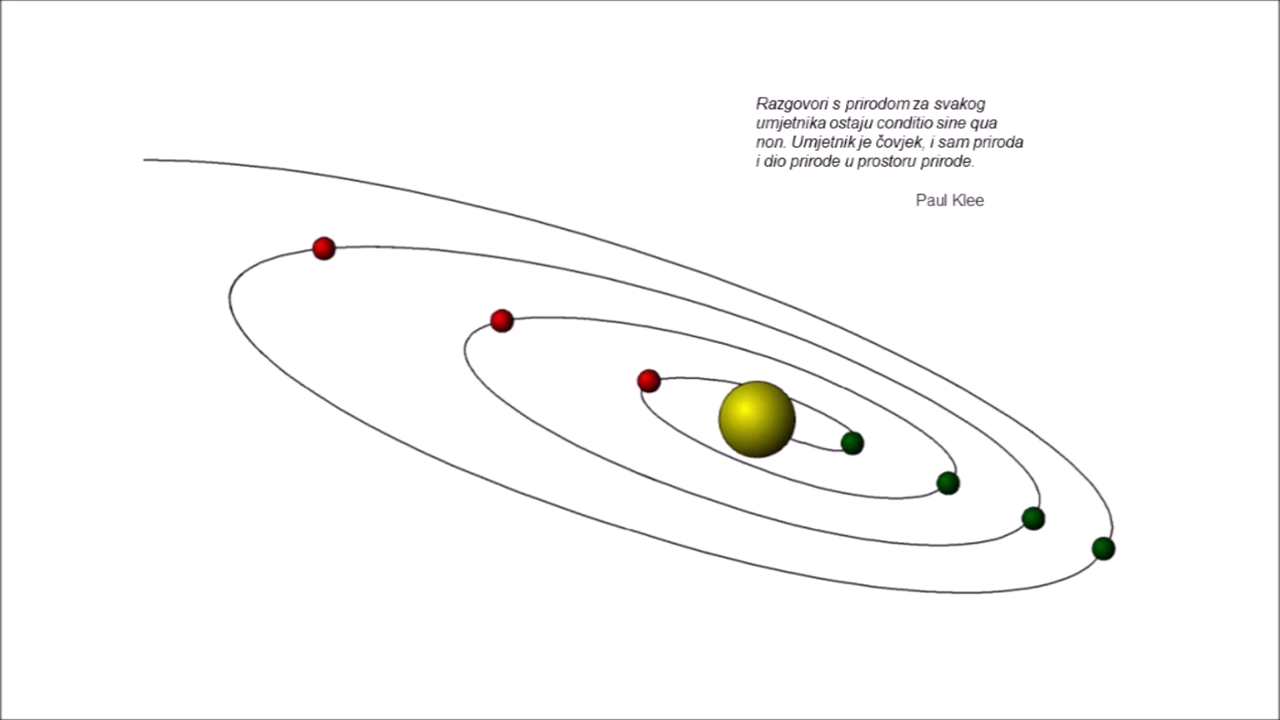 Razgovori s prirodom za svakog
umjetnika ostaju conditio sine qua
non. Umjetnik je čovjek, i sam priroda
i dio prirode u prostoru prirode.
Paul Klee